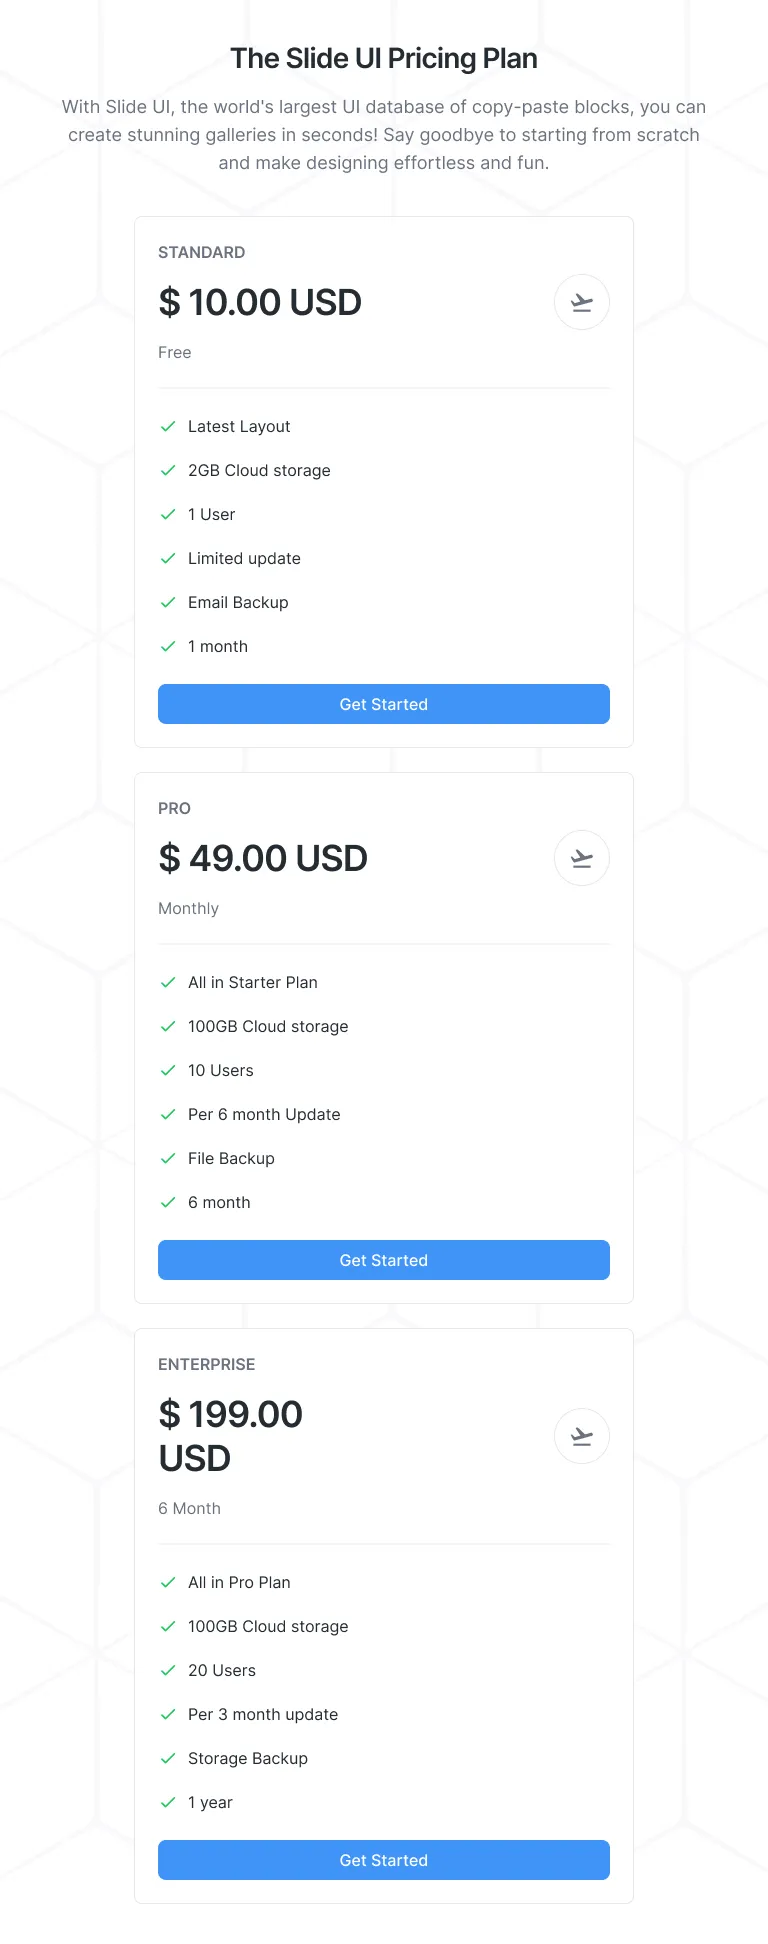 The Slide UI Pricing Plan
With Slide UI, the world's largest UI database of copy-paste blocks, you can
create stunning galleries in seconds! Say goodbye to starting from scratch
and make designing effortless and fun.
STANDARD
$ 10.00 USD
Free
Latest Layout
2GB Cloud storage
1 User
Limited update
Email Backup
1 month
Get Started
PRO
$ 49.00 USD
Monthly
All in Starter Plan
100GB Cloud storage
10 Users
Per 6 month Update
File Backup
6 month
Get Started
ENTERPRISE
$ 199.00
USD
6 Month
All in Pro Plan
100GB Cloud storage
20 Users
Per 3 month update
Storage Backup
1 year
Get Started